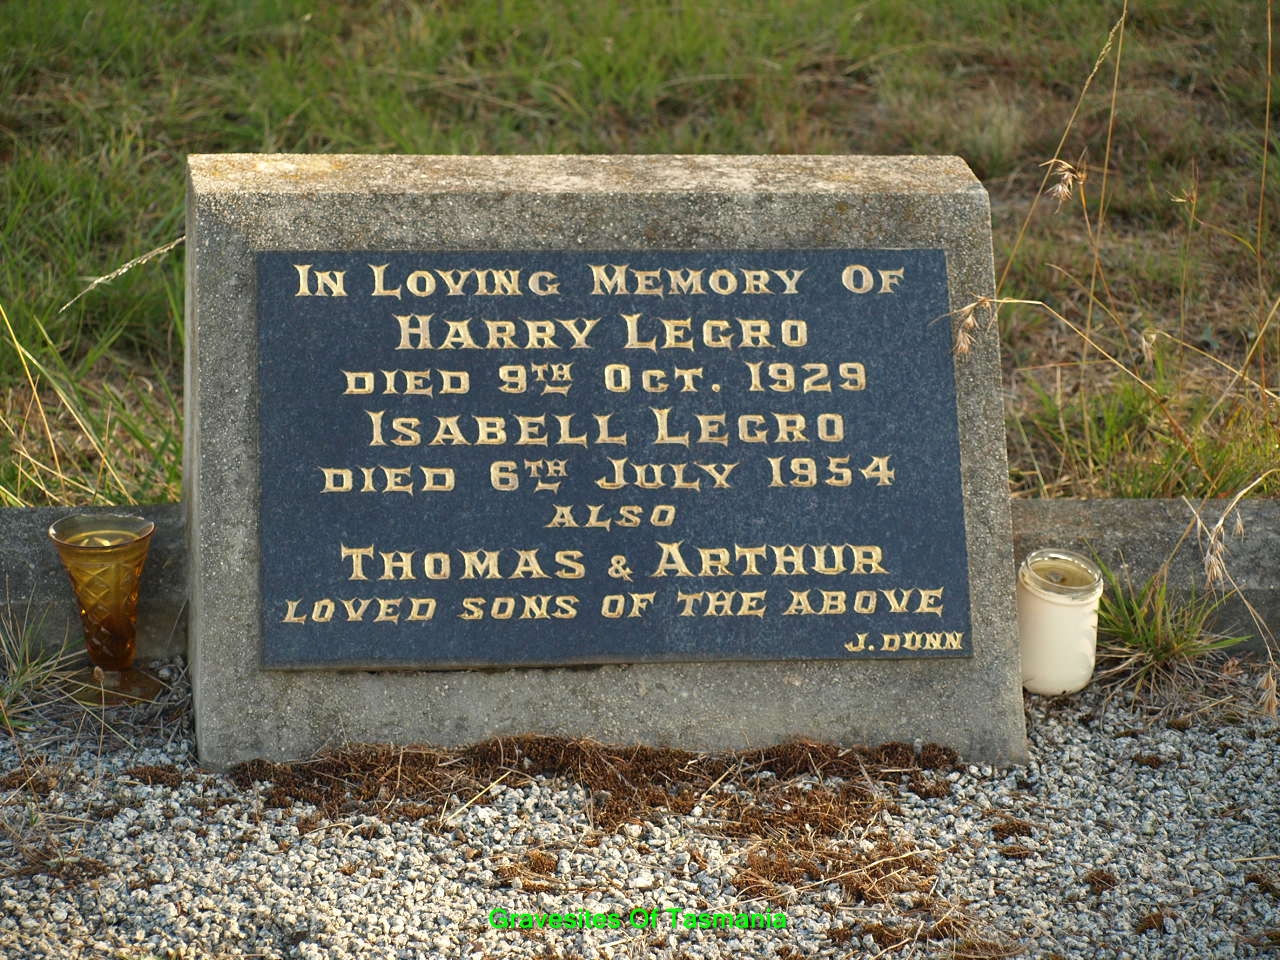 In Loving Memory Of
Harry Legro
died 9th Oct. 1929
Isabell Legro
died 6th July 1954
also
Thomas & Arthur
loved sons of the above
J. Dunn
Gravesites Of Tasmania